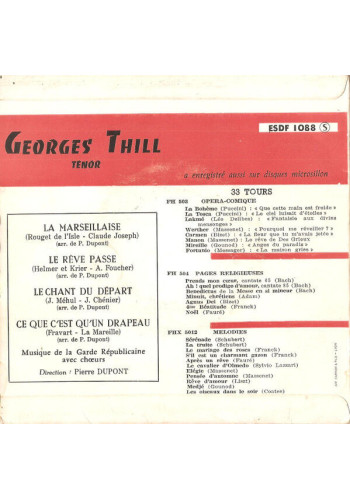 ESDF 1088 Ⓢ
GEORGES THILL
TENOR
a enregistré aussi sur disques microsillon
33 TOURS
LA MARSEILLAISE
(Rouget de l'Isle - Claude Joseph)
(arr. de P. Dupont)
LE RÊVE PASSE
(Helmer et Krier - A. Foucher)
(arr. de P. Dupont)
LE CHANT DU DÉPART
(J. Méhul - J. Chénier)
(arr. de P. Dupont)
CE QUE C'EST QU'UN DRAPEAU
(Fravart - La Mareille)
(arr. de P. Dupont)
Musique de la Garde Républicaine
avec chœurs
Direction : Pierre DUPONT
OPERA-COMIQUE
La Bohème (Puccini) : « Que cette main est froide »
La Tosca (Puccini) : « Le ciel luisait d'étoiles »
Lakmé (Léo Delibes) : « Fantaisie aux divins
mensonges »
Werther (Massenet) : « Pourquoi me réveiller ? »
Carmen (Bizet) : « La fleur que tu m'avais jetée »
Manon (Massenet) : Le rêve de Des Grieux
Mireille (Gounod) : « Anges du paradis »
Fortunio (Messager) : « La maison grise »
FH 504 PAGES RELIGIEUSES
Prends mon cœur, cantate 65 (Bach)
Ah ! quel prodige d'amour, cantate 85 (Bach)
Benedictus de la Messe en si mineur (Bach)
Minuit, chrétiens (Adam)
Agnus Dei (Bizet)
4me Béatitude (Franck)
Noël (Fauré)
FHX 5012 MELODIES
Sérénade (Schubert)
La truite (Schubert)
Le mariage des roses (Franck)
S'il est un charmant gazon (Franck)
Après un rêve (Fauré)
Le cavalier d'Olmedo (Sylvio Lazzari)
Elégie (Massenet)
Pensée d'automne (Massenet)
Rêve d'amour (Liszt)
Medjé (Gounod)
Les oiseaux dans le soir (Contes)